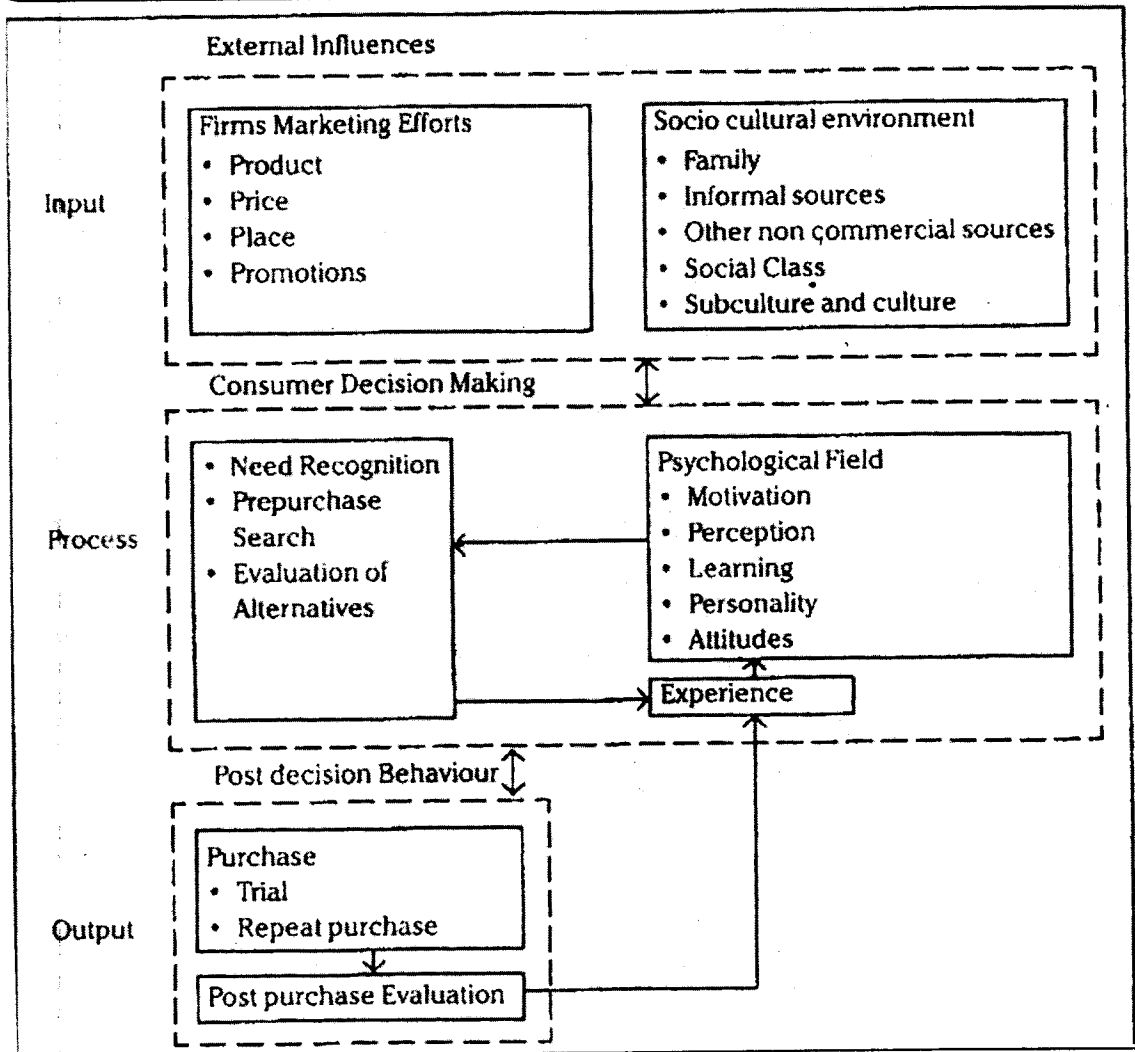 External Influences
Input
Firms Marketing Efforts
• Product
• Price
• Place
• Promotions
Socio cultural environment
• Family
• Informal sources
• Other non commercial sources
• Social Class
• Subculture and culture
Consumer Decision Making
Process
• Need Recognition
• Prepurchase
Search
• Evaluation of
Alternatives
Psychological Field
• Motivation
• Perception
• Learning
• Personality
• Attitudes
Experience
Post decision Behaviour
Output
Purchase
• Trial
• Repeat purchase
Post purchase Evaluation